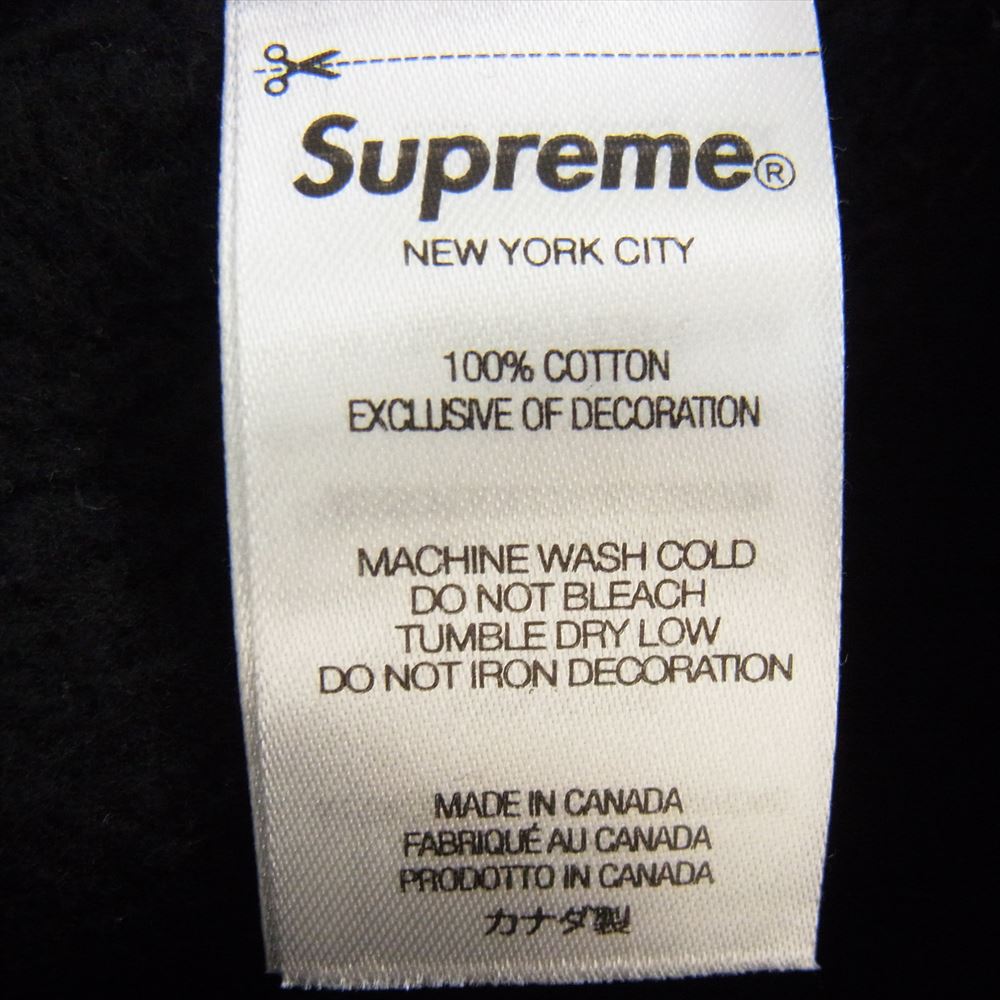 Supreme®
NEW YORK CITY
100% COTTON
EXCLUSIVE OF DECORATION
MACHINE WASH COLD
DO NOT BLEACH
TUMBLE DRY LOW
DO NOT IRON DECORATION
MADE IN CANADA
FABRIQUÉ AU CANADA
PRODOTTO IN CANADA
カナダ製